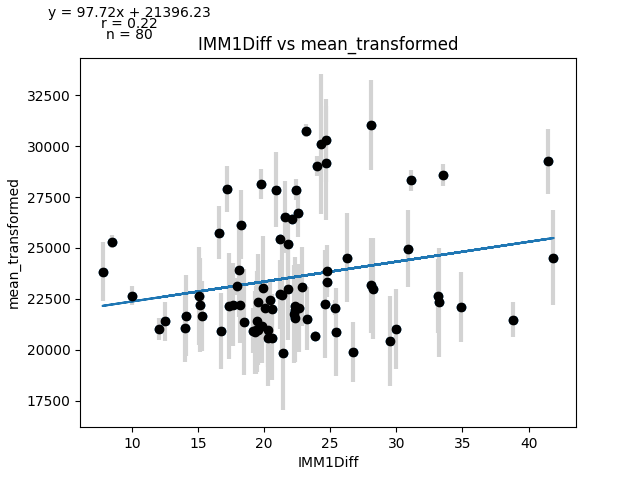 y = 97.72x + 21396.23
r = 0.22
n = 80
IMM1Diff vs mean_transformed
32500
30000
27500
25000
22500
20000
17500
mean_transformed
10 15 20 25 30 35 40
IMM1Diff